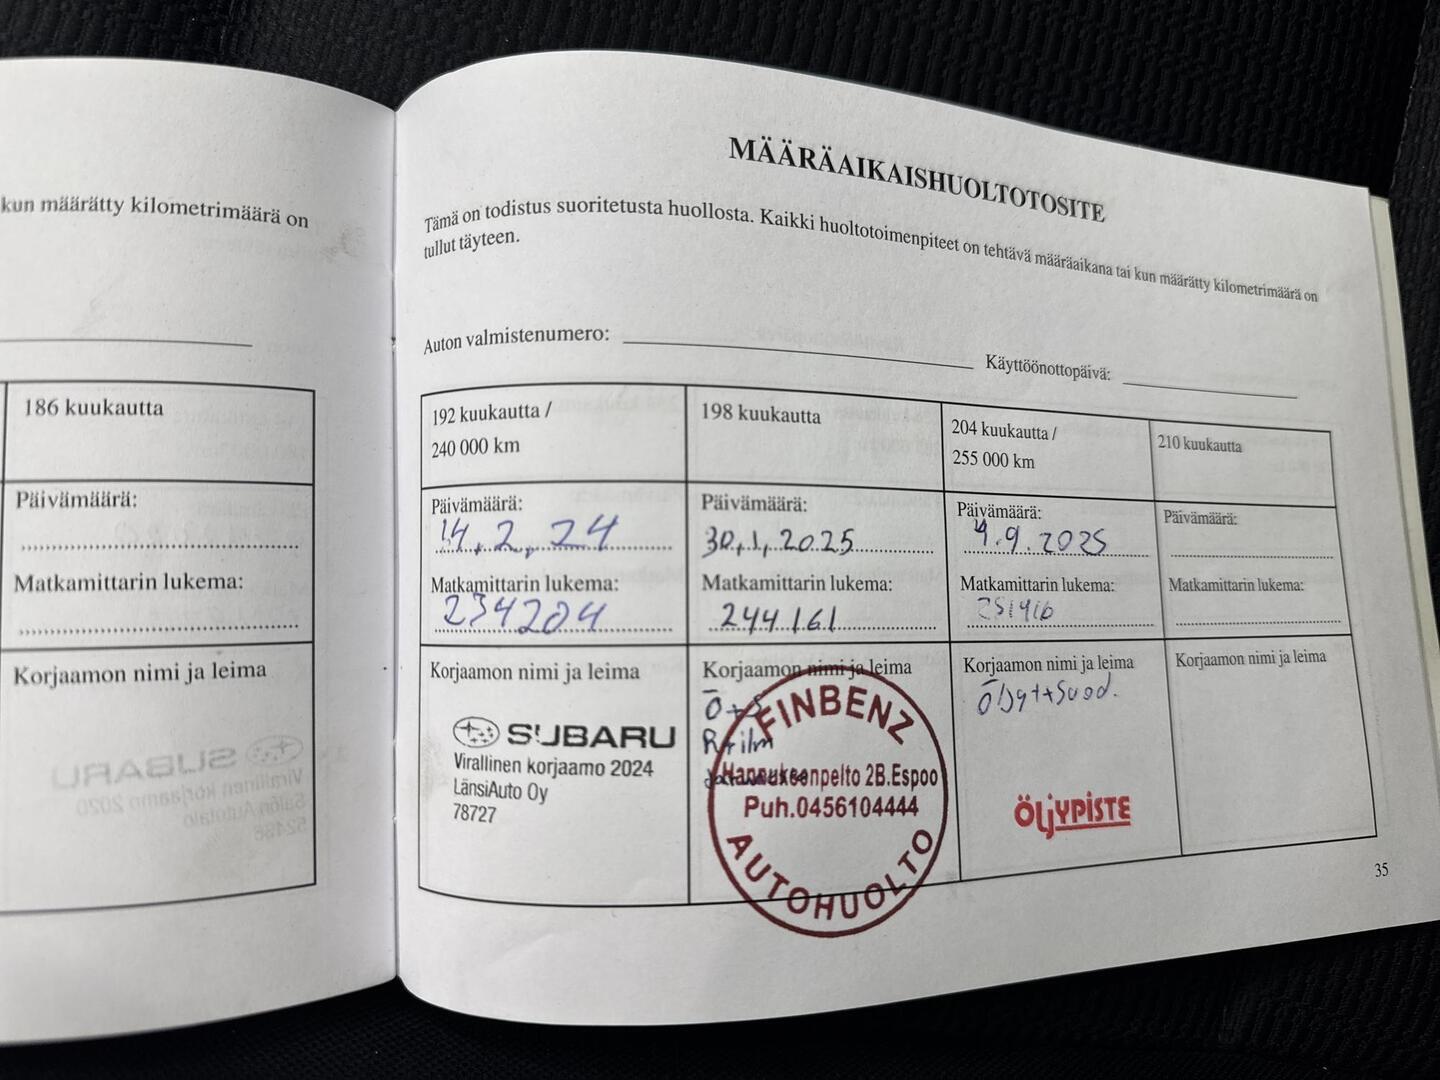 kun määrätty kilometrimäärä on
186 kuukautta
Päivämäärä:
Matkamittarin lukema:
Korjaamon nimi ja leima
MÄÄRÄAIKAISHUOLTOTOSITE
Tämä on todistus suoritetusta huollosta. Kaikki huoltotoimenpiteet on tehtävä määräaikana tai kun määrätty kilometrimäärä on
tullut täyteen.
Auton valmistenumero:
Käyttöönottopäivä:
192 kuukautta /
240 000 km
Päivämäärä:
14.2.24
Matkamittarin lukema:
234204
Korjaamon nimi ja leima
SUBARU
Virallinen korjaamo 2024
LänsiAuto Oy
78727
198 kuukautta
Päivämäärä:
30.1.2025
Matkamittarin lukema:
244161
Korjaamon nimi ja leima
Ö+S
R+ilm
FINBENZ
Hannuksenpelto 2B.Espoo
Puh.0456104444
AUTOHUOLTO
204 kuukautta /
255 000 km
Päivämäärä:
4.9.2025
Matkamittarin lukema:
251416
Korjaamon nimi ja leima
Öljyt+Suod.
ÖLJYPISTE
210 kuukautta
Päivämäärä:
Matkamittarin lukema:
Korjaamon nimi ja leima
35